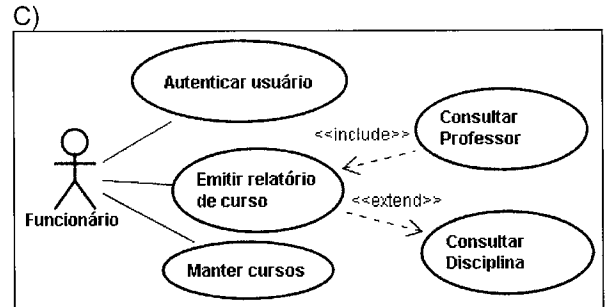 C)
Autenticar usuário
Consultar
Professor
<<include>>
Emitir relatório
de curso
Funcionário
<<extend>>
Consultar
Disciplina
Manter cursos